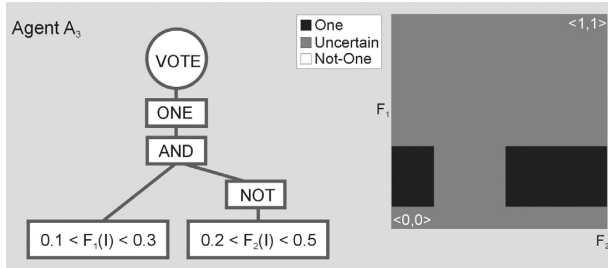 Agent A₃
VOTE
ONE
AND
NOT
0.1 < F₁(I) < 0.3
0.2 < F₂(I) < 0.5
One
Uncertain
Not-One
<1,1>
F₁
<0,0>
F₂